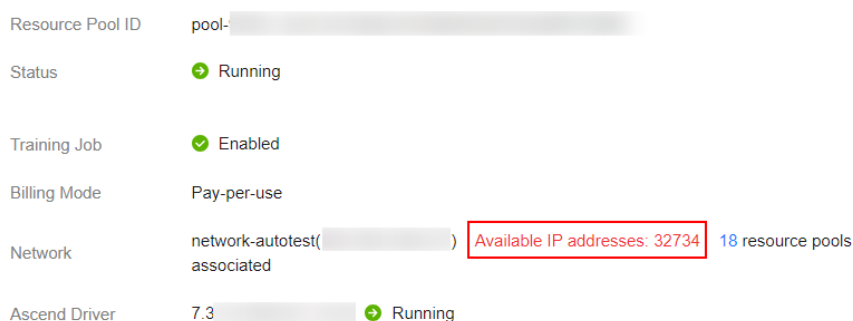 Resource Pool ID pool-
Status Running
Training Job Enabled
Billing Mode Pay-per-use
Network network-autotest( ) Available IP addresses: 32734 18 resource pools
associated
Ascend Driver 7.3 Running